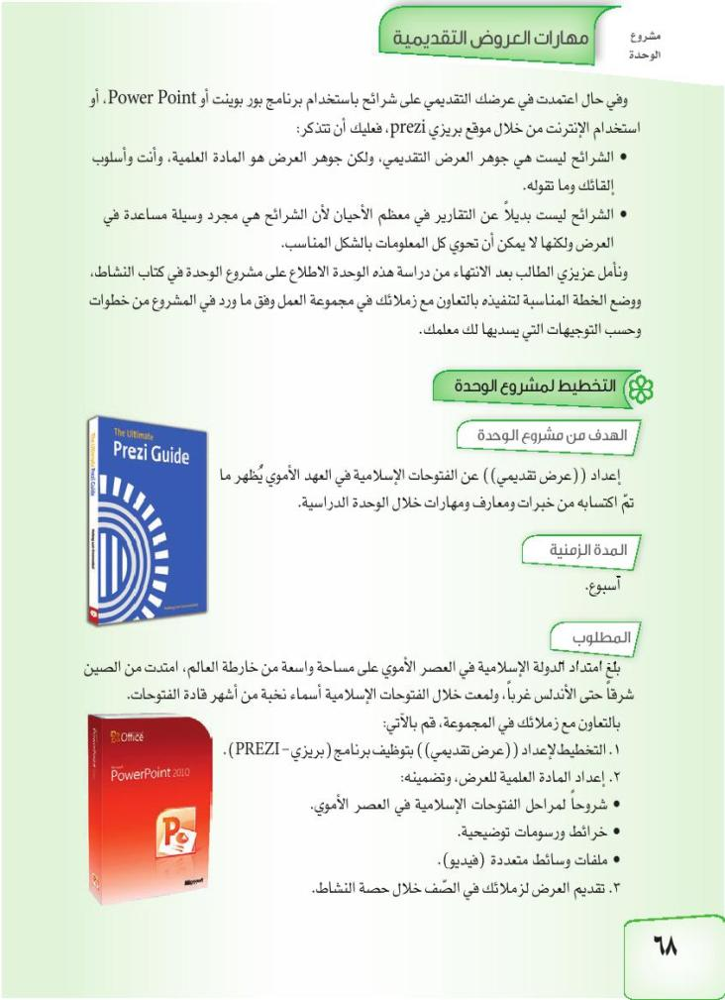 مشروع
الوحدة
مهارات العروض التقديمية
وفي حال اعتمدت في عرضك التقديمي على شرائح باستخدام برنامج بور بوينت أو Power Point، أو
استخدام الإنترنت من خلال موقع بريزي prezi، فعليك أن تتذكر:
• الشرائح ليست هي جوهر العرض التقديمي، ولكن جوهر العرض هو المادة العلمية، وأنت وأسلوب
إلقائك وما تقوله.
• الشرائح ليست بديلاً عن التقارير في معظم الأحيان لأن الشرائح هي مجرد وسيلة مساعدة في
العرض ولكنها لا يمكن أن تحوي كل المعلومات بالشكل المناسب.
ونأمل عزيزي الطالب بعد الانتهاء من دراسة هذه الوحدة الاطلاع على مشروع الوحدة في كتاب النشاط،
ووضع الخطة المناسبة لتنفيذه بالتعاون مع زملائك في مجموعة العمل وفق ما ورد في المشروع من خطوات
وحسب التوجيهات التي يسديها لك معلمك.
التخطيط لمشروع الوحدة
الهدف من مشروع الوحدة
إعداد ((عرض تقديمي)) عن الفتوحات الإسلامية في العهد الأموي يُظهر ما
تمّ اكتسابه من خبرات ومعارف ومهارات خلال الوحدة الدراسية.
The Ultimate
Prezi Guide
The Ultimate Prezi Guide
المدة الزمنية
أسبوع.
المطلوب
بلغ امتداد الدولة الإسلامية في العصر الأموي على مساحة واسعة من خارطة العالم، امتدت من الصين
شرقاً حتى الأندلس غرباً، ولمعت خلال الفتوحات الإسلامية أسماء نخبة من أشهر قادة الفتوحات.
بالتعاون مع زملائك في المجموعة، قم بالآتي:
١. التخطيط لإعداد ((عرض تقديمي)) بتوظيف برنامج (بريزي - PREZI).
٢. إعداد المادة العلمية للعرض، وتضمينه:
• شروحاً لمراحل الفتوحات الإسلامية في العصر الأموي.
• خرائط ورسومات توضيحية.
• ملفات وسائط متعددة (فيديو).
٣. تقديم العرض لزملائك في الصّف خلال حصة النشاط.
Office
Microsoft
PowerPoint 2010
Microsoft
٦٨